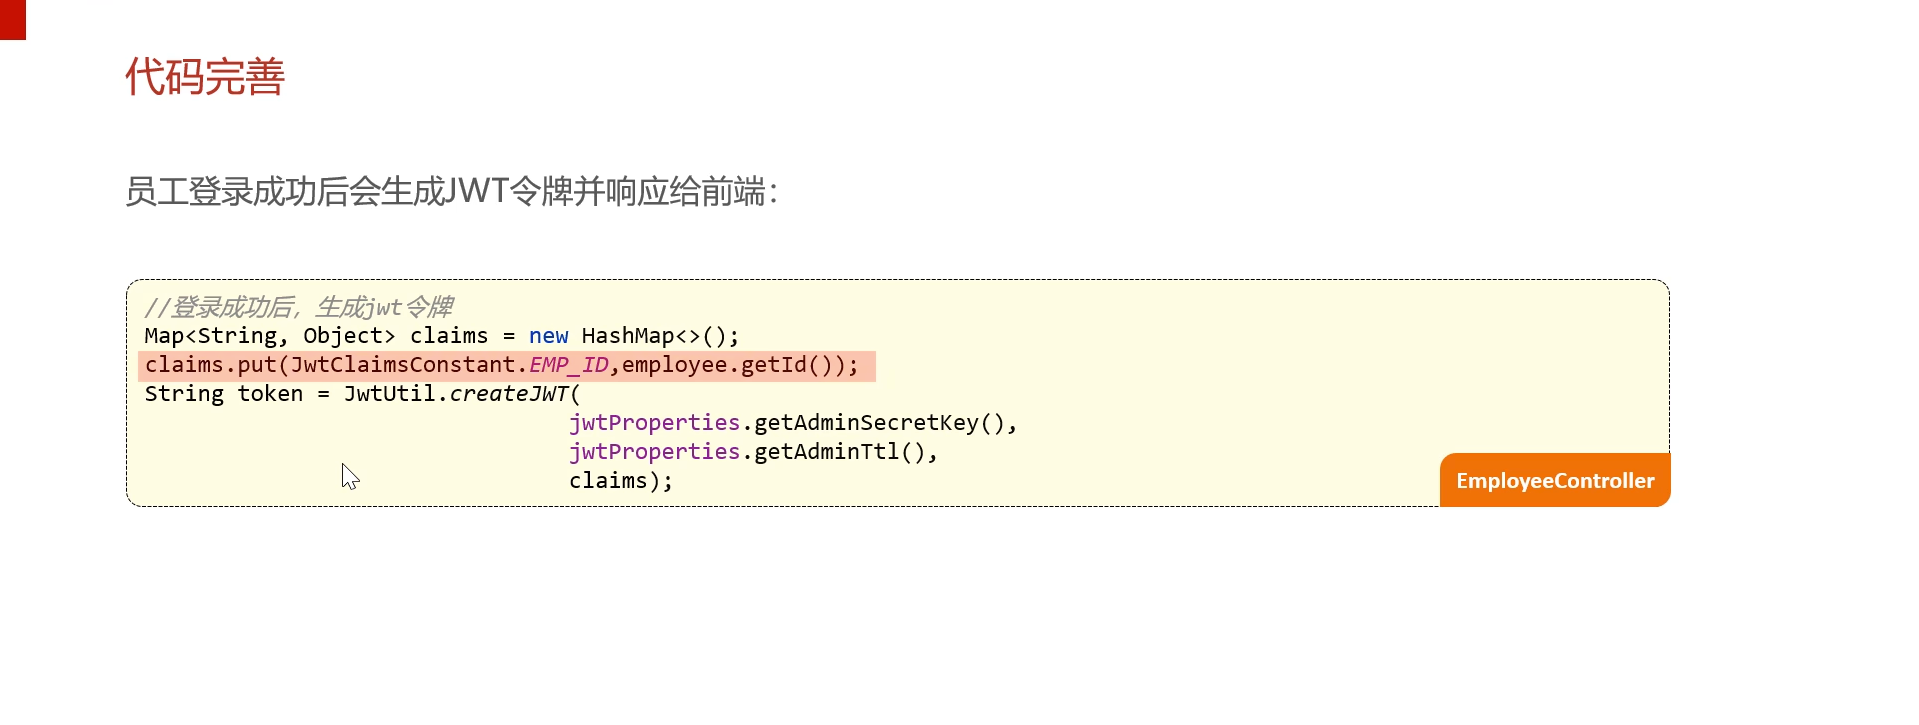 代码完善
员工登录成功后会生成JWT令牌并响应给前端：
//登录成功后，生成jwt令牌
Map<String, Object> claims = new HashMap<>();
claims.put(JwtClaimsConstant.EMP_ID,employee.getId());
String token = JwtUtil.createJWT(
jwtProperties.getAdminSecretKey(),
jwtProperties.getAdminTtl(),
claims);
EmployeeController